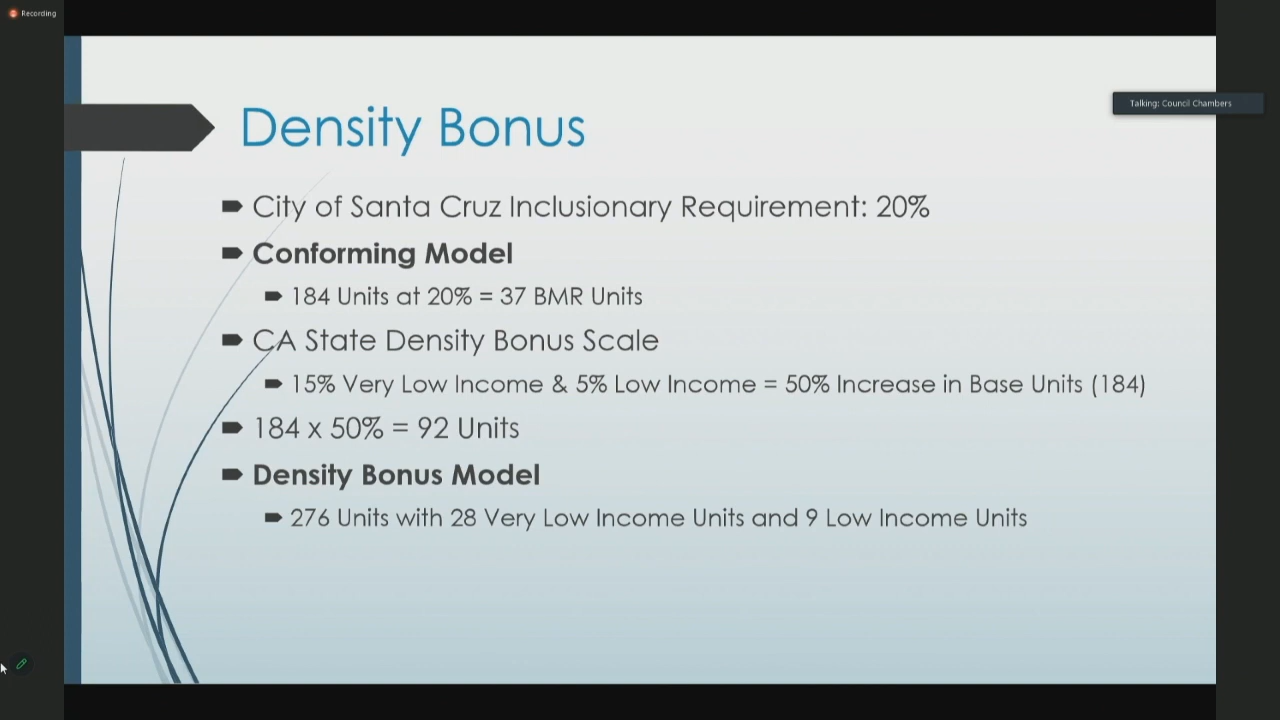 Recording
Talking: Council Chambers
Density Bonus
City of Santa Cruz Inclusionary Requirement: 20%
Conforming Model
184 Units at 20% = 37 BMR Units
CA State Density Bonus Scale
15% Very Low Income & 5% Low Income = 50% Increase in Base Units (184)
184 x 50% = 92 Units
Density Bonus Model
276 Units with 28 Very Low Income Units and 9 Low Income Units